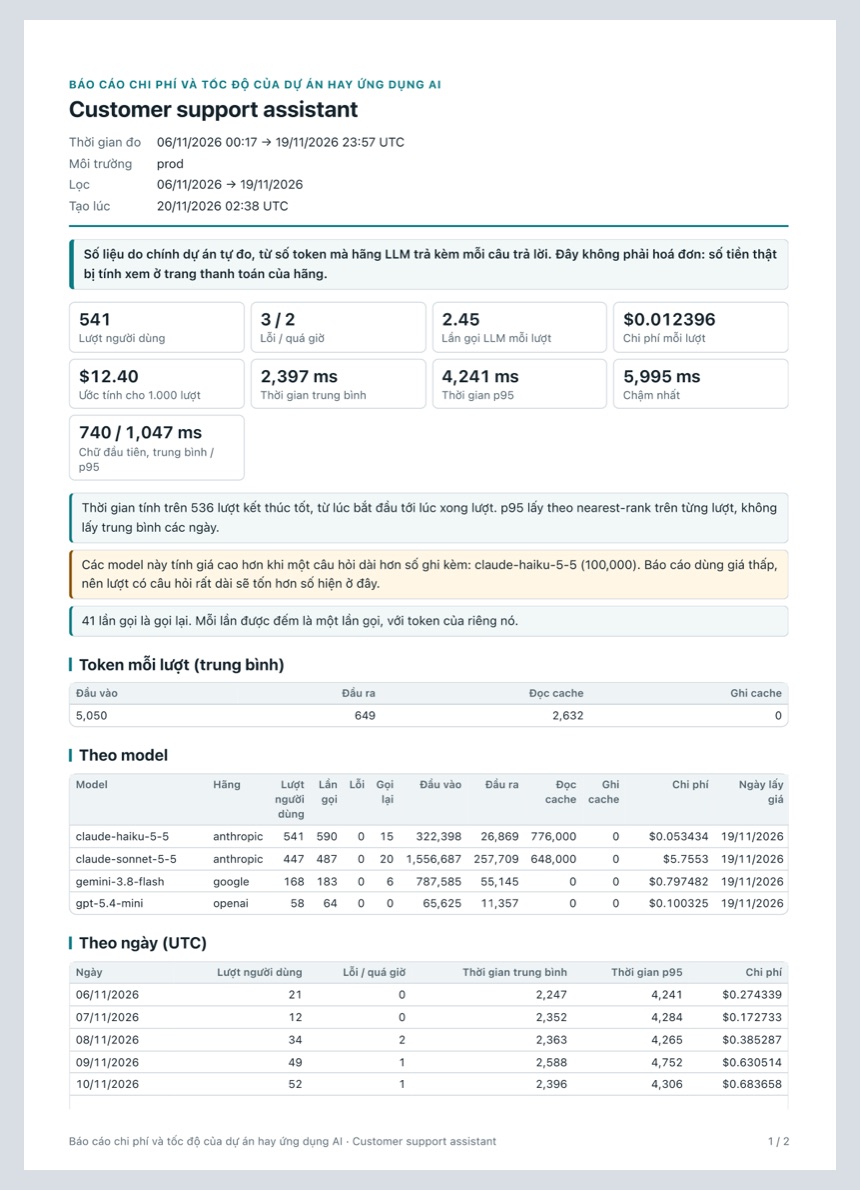 BÁO CÁO CHI PHÍ VÀ TỐC ĐỘ CỦA DỰ ÁN HAY ỨNG DỤNG AI
Customer support assistant
Thời gian đo 06/11/2026 00:17 → 19/11/2026 23:57 UTC
Môi trường prod
Lọc 06/11/2026 → 19/11/2026
Tạo lúc 20/11/2026 02:38 UTC
Số liệu do chính dự án tự đo, từ số token mà hãng LLM trả kèm mỗi câu trả lời. Đây không phải hoá đơn: số tiền thật
bị tính xem ở trang thanh toán của hãng.
541 3 / 2 2.45 $0.012396
Lượt người dùng Lỗi / quá giờ Lần gọi LLM mỗi lượt Chi phí mỗi lượt
$12.40 2,397 ms 4,241 ms 5,995 ms
Ước tính cho 1.000 lượt Thời gian trung bình Thời gian p95 Chậm nhất
740 / 1,047 ms
Chữ đầu tiên, trung bình /
p95
Thời gian tính trên 536 lượt kết thúc tốt, từ lúc bắt đầu tới lúc xong lượt. p95 lấy theo nearest-rank trên từng lượt, không
lấy trung bình các ngày.
Các model này tính giá cao hơn khi một câu hỏi dài hơn số ghi kèm: claude-haiku-5-5 (100,000). Báo cáo dùng giá thấp,
nên lượt có câu hỏi rất dài sẽ tốn hơn số hiện ở đây.
41 lần gọi là gọi lại. Mỗi lần được đếm là một lần gọi, với token của riêng nó.
Token mỗi lượt (trung bình)
Đầu vào Đầu ra Đọc cache Ghi cache
5,050 649 2,632 0
Theo model
Model Hãng Lượt người dùng Lần gọi Lỗi Gọi lại Đầu vào Đầu ra Đọc cache Ghi cache Chi phí Ngày lấy giá
claude-haiku-5-5 anthropic 541 590 0 15 322,398 26,869 776,000 0 $0.053434 19/11/2026
claude-sonnet-5-5 anthropic 447 487 0 20 1,556,687 257,709 648,000 0 $5.7553 19/11/2026
gemini-3.8-flash google 168 183 0 6 787,585 55,145 0 0 $0.797482 19/11/2026
gpt-5.4-mini openai 58 64 0 0 65,625 11,357 0 0 $0.100325 19/11/2026
Theo ngày (UTC)
Ngày Lượt người dùng Lỗi / quá giờ Thời gian trung bình Thời gian p95 Chi phí
06/11/2026 21 0 2,247 4,241 $0.274339
07/11/2026 12 0 2,352 4,284 $0.172733
08/11/2026 34 2 2,363 4,265 $0.385287
09/11/2026 49 1 2,588 4,752 $0.630514
10/11/2026 52 1 2,396 4,306 $0.683658
Báo cáo chi phí và tốc độ của dự án hay ứng dụng AI · Customer support assistant 1 / 2